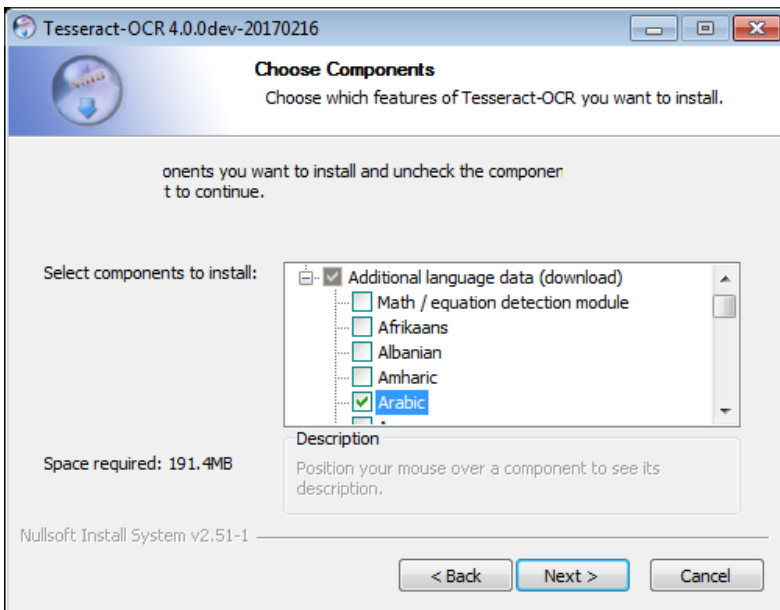 Tesseract-OCR 4.0.0dev-20170216
Choose Components
Choose which features of Tesseract-OCR you want to install.
onents you want to install and uncheck the componen
t to continue.
Select components to install:
Additional language data (download)
Math / equation detection module
Afrikaans
Albanian
Amharic
Arabic
Space required: 191.4MB
Description
Position your mouse over a component to see its
description.
Nullsoft Install System v2.51-1
< Back
Next >
Cancel